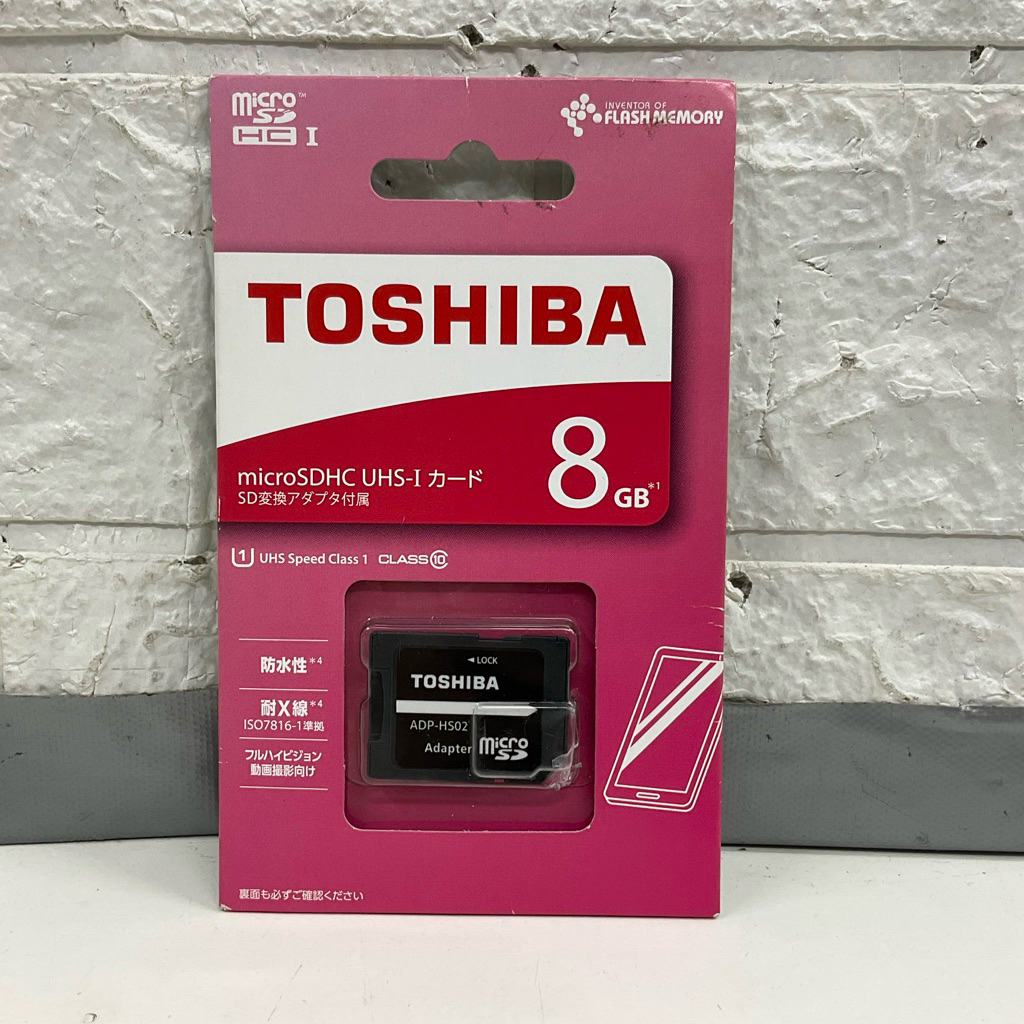 micro SD™
HC I
INVENTOR OF
FLASH MEMORY
TOSHIBA
8GB*1
microSDHC UHS-I カード
SD変換アダプタ付属
1 UHS Speed Class 1 CLASS10
防水性*4
耐X線*4
ISO7816-1準拠
フルハイビジョン
動画撮影向け
◄LOCK
TOSHIBA
ADP-HS02
Adapter
micro SD
裏面も必ずご確認ください